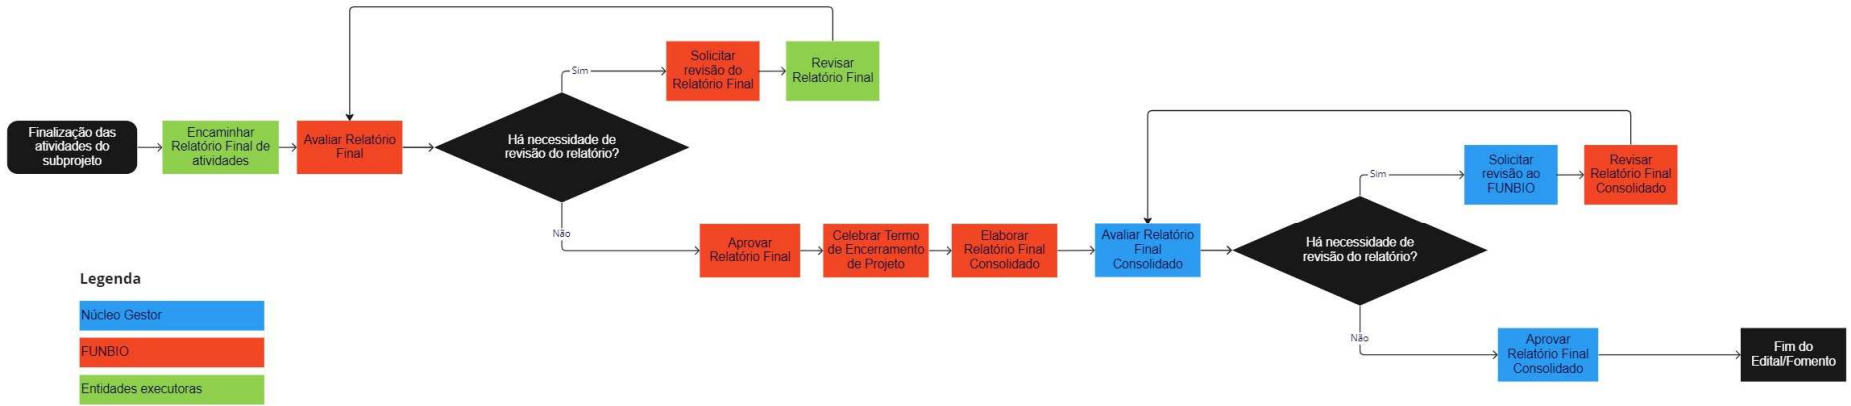 Finalização das
atividades do
subprojeto
Encaminhar
Relatório Final de
atividades
Avaliar Relatório
Final
Há necessidade de
revisão do relatório?
Sim
Solicitar
revisão do
Relatório Final
Revisar
Relatório Final
Não
Aprovar
Relatório Final
Celebrar Termo
de Encerramento
de Projeto
Elaborar
Relatório Final
Consolidado
Avaliar Relatório
Final
Consolidado
Há necessidade de
revisão do relatório?
Sim
Solicitar
revisão ao
FUNBIO
Revisar
Relatório Final
Consolidado
Não
Aprovar
Relatório Final
Consolidado
Fim do
Edital/Fomento
Legenda
Núcleo Gestor
FUNBIO
Entidades executoras